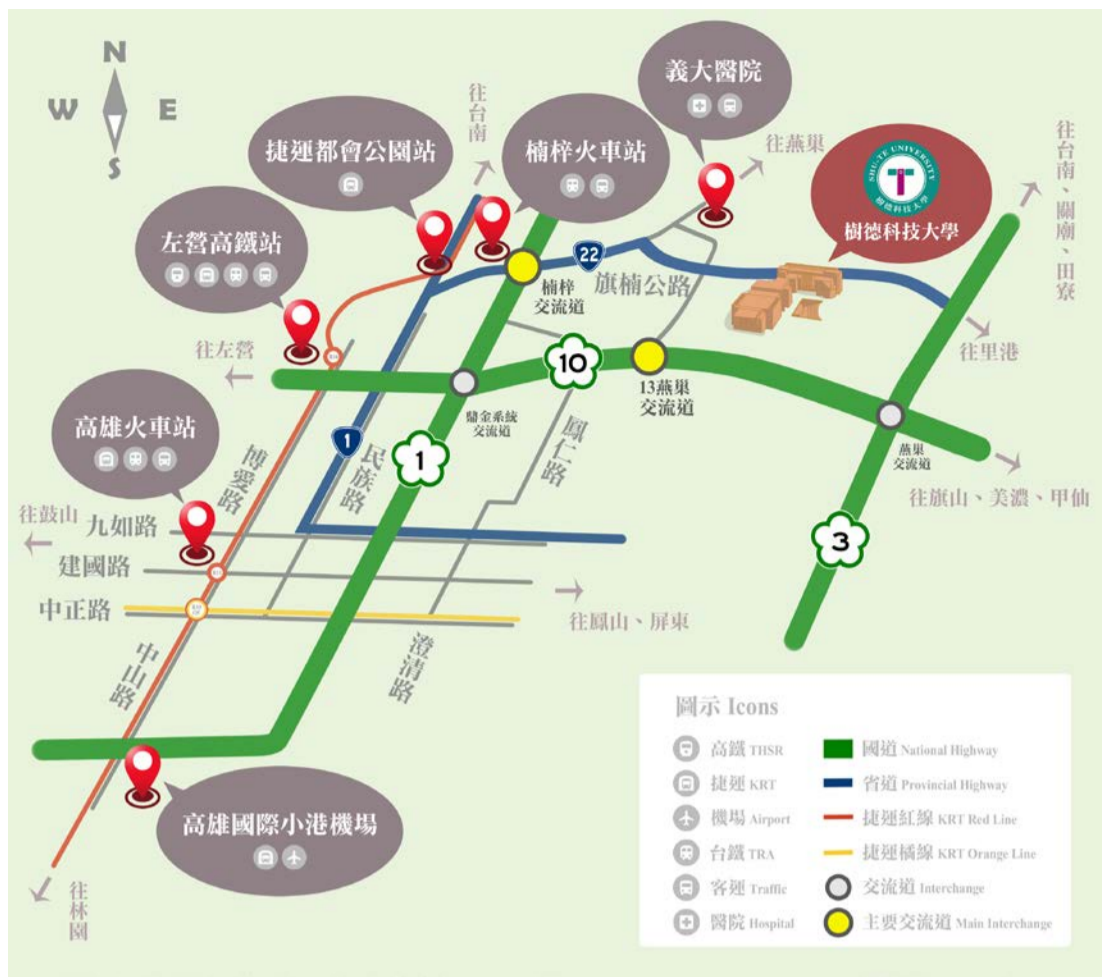 N
W E
S
義大醫院
往台南
往燕巢
捷運都會公園站
楠梓火車站
往台南、關廟、田寮
SHU-TE UNIVERSITY
樹德科技大學
樹德科技大學
左營高鐵站
22
楠梓
交流道
旗楠公路
往里港
往左營
10
13燕巢
交流道
鼎金系統
交流道
燕巢
交流道
高雄火車站
博愛路
1
民族路
1
鳳仁路
往旗山、美濃、甲仙
往鼓山
九如路
3
建國路
中正路
往鳳山、屏東
中山路
澄清路
高雄國際小港機場
往林園
圖示 Icons
高鐵 THSR
捷運 KRT
機場 Airport
台鐵 TRA
客運 Traffic
醫院 Hospital
國道 National Highway
省道 Provincial Highway
捷運紅線 KRT Red Line
捷運橘線 KRT Orange Line
交流道 Interchange
主要交流道 Main Interchange